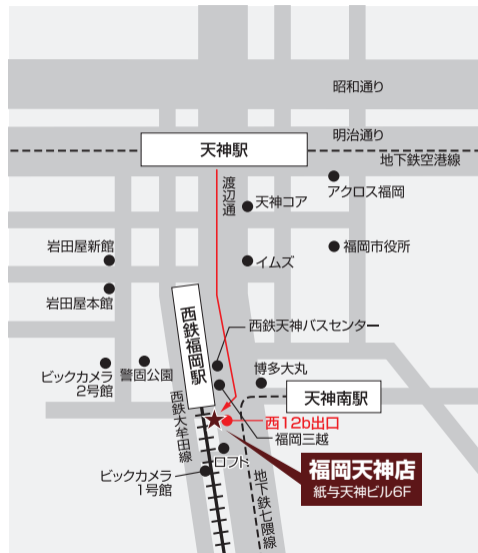 昭和通り
明治通り
天神駅
地下鉄空港線
渡辺通
天神コア
アクロス福岡
岩田屋新館
イムズ
福岡市役所
岩田屋本館
西鉄福岡駅
西鉄天神バスセンター
ビックカメラ
2号館
警固公園
博多大丸
天神南駅
西鉄大牟田線
西12b出口
福岡三越
ロフト
福岡天神店
紙与天神ビル6F
ビックカメラ
1号館
地下鉄七隈線